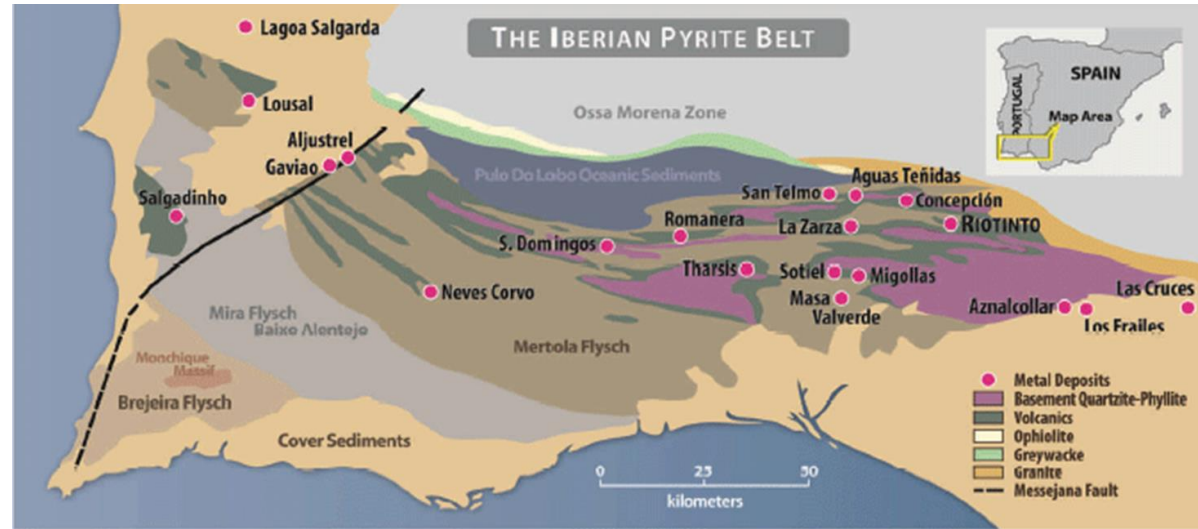 THE IBERIAN PYRITE BELT
Lagoa Salgarda
Lousal
Aljustrel
Gaviao
Salgadinho
Ossa Morena Zone
PORTUGAL
SPAIN
Map Area
Pulo Do Lobo Oceanic Sediments
San Telmo
Aguas Teñidas
Concepción
Romanera
La Zarza
RIOTINTO
S. Domingos
Tharsis
Sotiel
Migollas
Neves Corvo
Masa
Valverde
Aznalcollar
Las Cruces
Los Frailes
Mira Flysch
Baixo Alentejo
Mertola Flysch
Monchique
Massif
Brejeira Flysch
Cover Sediments
0 25 50
kilometers
Metal Deposits
Basement Quartzite-Phyllite
Volcanics
Ophiolite
Greywacke
Granite
Messejana Fault